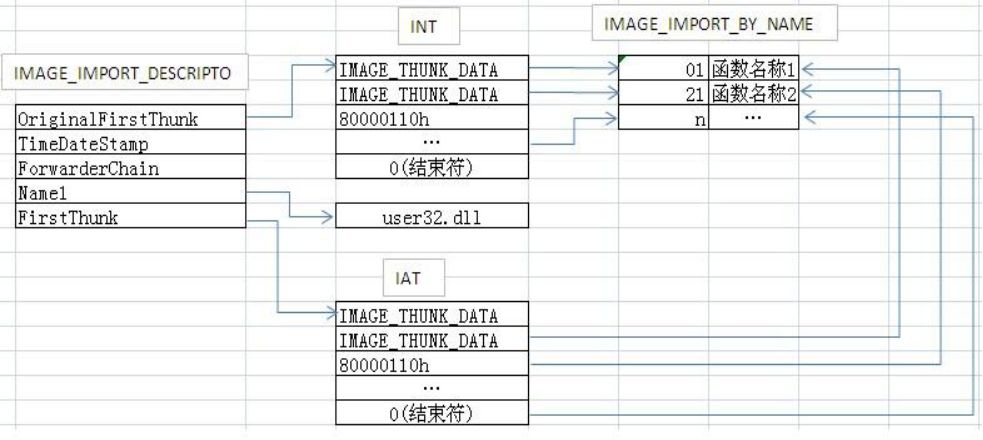 INT
IMAGE_IMPORT_BY_NAME
IMAGE_IMPORT_DESCRIPTO
OriginalFirstThunk
TimeDateStamp
ForwarderChain
Name1
FirstThunk
IMAGE_THUNK_DATA
IMAGE_THUNK_DATA
80000110h
…
0(结束符)
01 函数名称1
21 函数名称2
n …
user32.dll
IAT
IMAGE_THUNK_DATA
IMAGE_THUNK_DATA
80000110h
…
0(结束符)